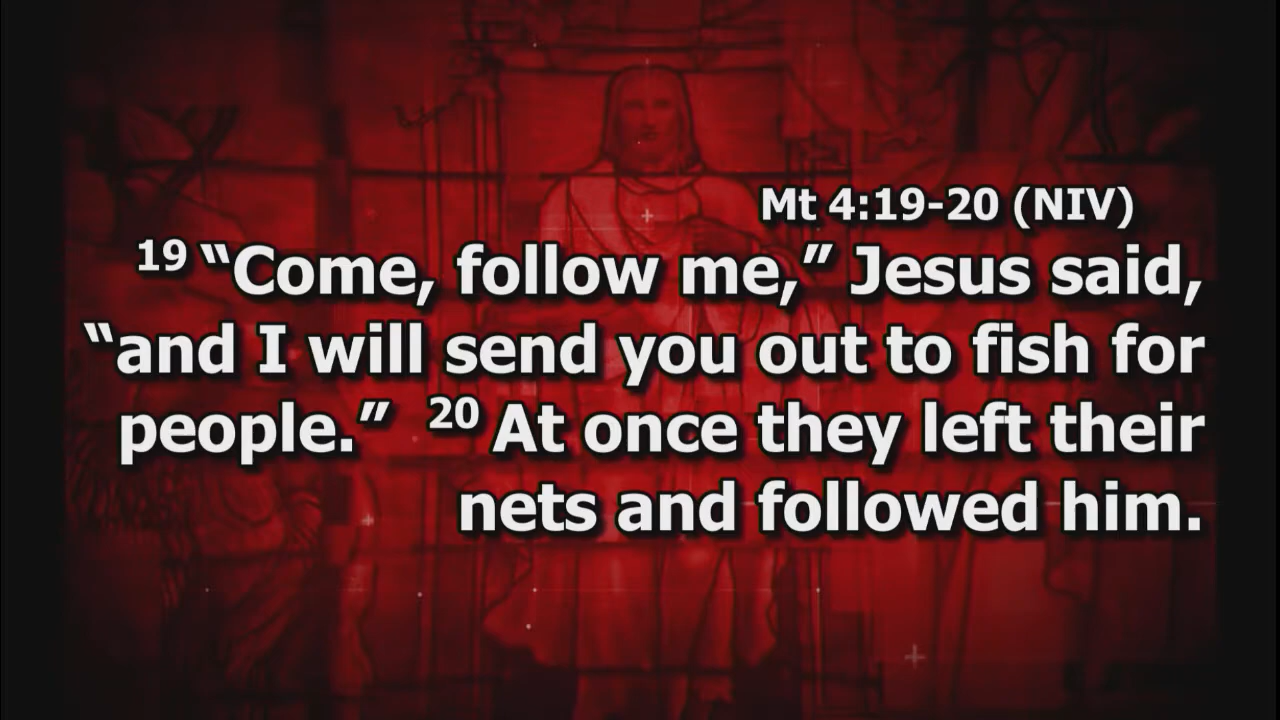 Mt 4:19-20 (NIV)
19 “Come, follow me,” Jesus said,
“and I will send you out to fish for
people.” 20 At once they left their
nets and followed him.